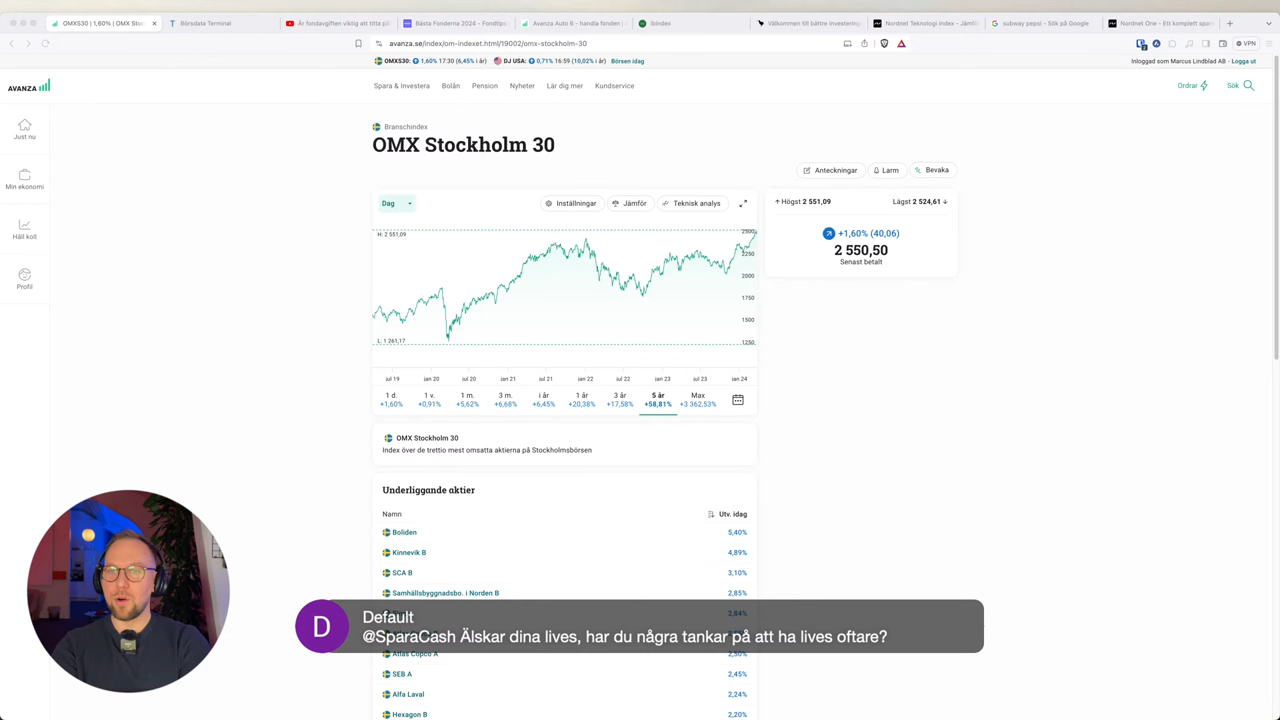 OMXS30 | 1,60% | OMX Stoc
Börsdata Terminal
Är fondavgiften viktig att titta på
Bästa Fonderna 2024 - Fondtips
Avanza Auto 6 - handla fonden |
ibindex
Välkommen till bättre investering
Nordnet Teknologi Index - Jämför
subway pepsi - Sök på Google
Nordnet One - Ett komplett spar
avanza.se/index/om-indexet.html/19002/omx-stockholm-30
VPN
OMXS30: 1,60% 17:30 (6,45% i år) DJ USA: 0,71% 16:59 (10,02% i år) Börsen idag
Inloggad som Marcus Lindblad AB - Logga ut
AVANZA
Spara & Investera Bolån Pension Nyheter Lär dig mer Kundservice
Ordrar Sök
Just nu
Min ekonomi
Håll koll
Profil
Branschindex
OMX Stockholm 30
Anteckningar Larm Bevaka
Dag Inställningar Jämför Teknisk analys
Högst 2 551,09 Lägst 2 524,61
+1,60% (40,06)
2 550,50
Senast betalt
H: 2 551,09
2500
2250
2000
1750
1500
L: 1 261,17
1250
jul 19 jan 20 jul 20 jan 21 jul 21 jan 22 jul 22 jan 23 jul 23 jan 24
1 d. 1 v. 1 m. 3 m. i år 1 år 3 år 5 år Max
+1,60% +0,91% +5,62% +6,68% +6,45% +20,38% +17,58% +58,81% +3 362,53%
OMX Stockholm 30
Index över de trettio mest omsatta aktierna på Stockholmsbörsen
Underliggande aktier
Namn Utv. idag
Boliden 5,40%
Kinnevik B 4,89%
SCA B 3,10%
Samhällsbyggnadsbo. i Norden B 2,85%
2,84%
D
Default
@SparaCash Älskar dina lives, har du några tankar på att ha lives oftare?
Atlas Copco A 2,50%
SEB A 2,45%
Alfa Laval 2,24%
Hexagon B 2,20%